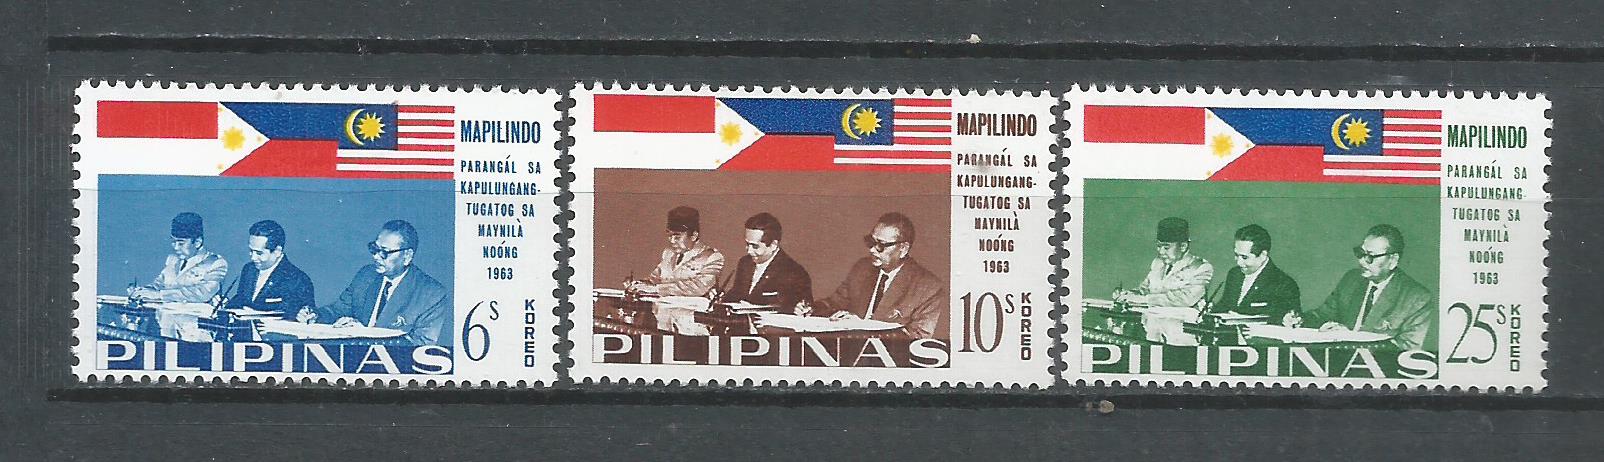 MAPILINDO
PARANGÁL SA
KAPULUNGANG-
TUGATOG SA
MAYNILÀ
NOÓNG
1963
6s
KOREO
PILIPINAS
MAPILINDO
PARANGÁL SA
KAPULUNGANG-
TUGATOG SA
MAYNILÀ
NOÓNG
1963
10s
KOREO
PILIPINAS
MAPILINDO
PARANGÁL SA
KAPULUNGANG-
TUGATOG SA
MAYNILÀ
NOÓNG
1963
25s
KOREO
PILIPINAS